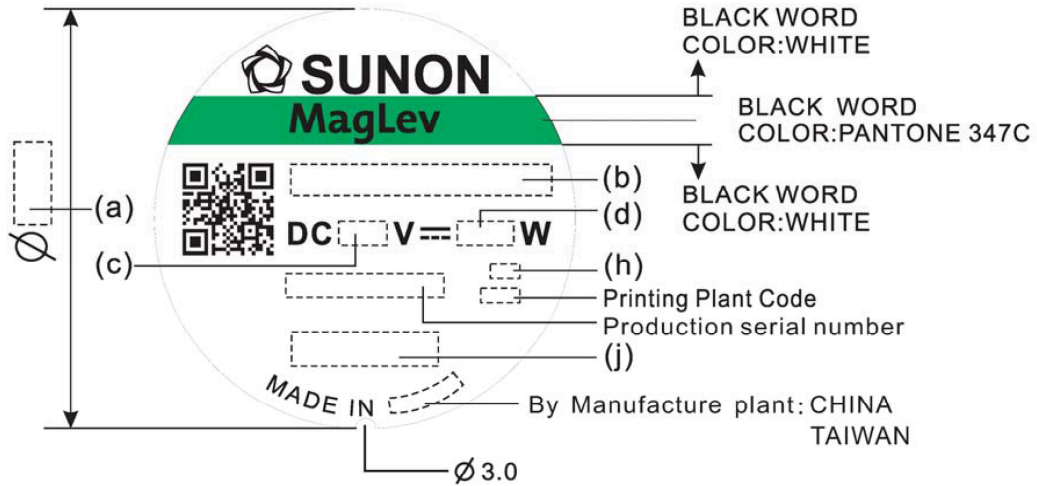 BLACK WORD
COLOR:WHITE
SUNON
MagLev
BLACK WORD
COLOR:PANTONE 347C
(b)
BLACK WORD
COLOR:WHITE
(a)
(d)
DC V W
(c)
(h)
Ø
Printing Plant Code
Production serial number
(j)
MADE IN
By Manufacture plant: CHINA
TAIWAN
Ø 3.0